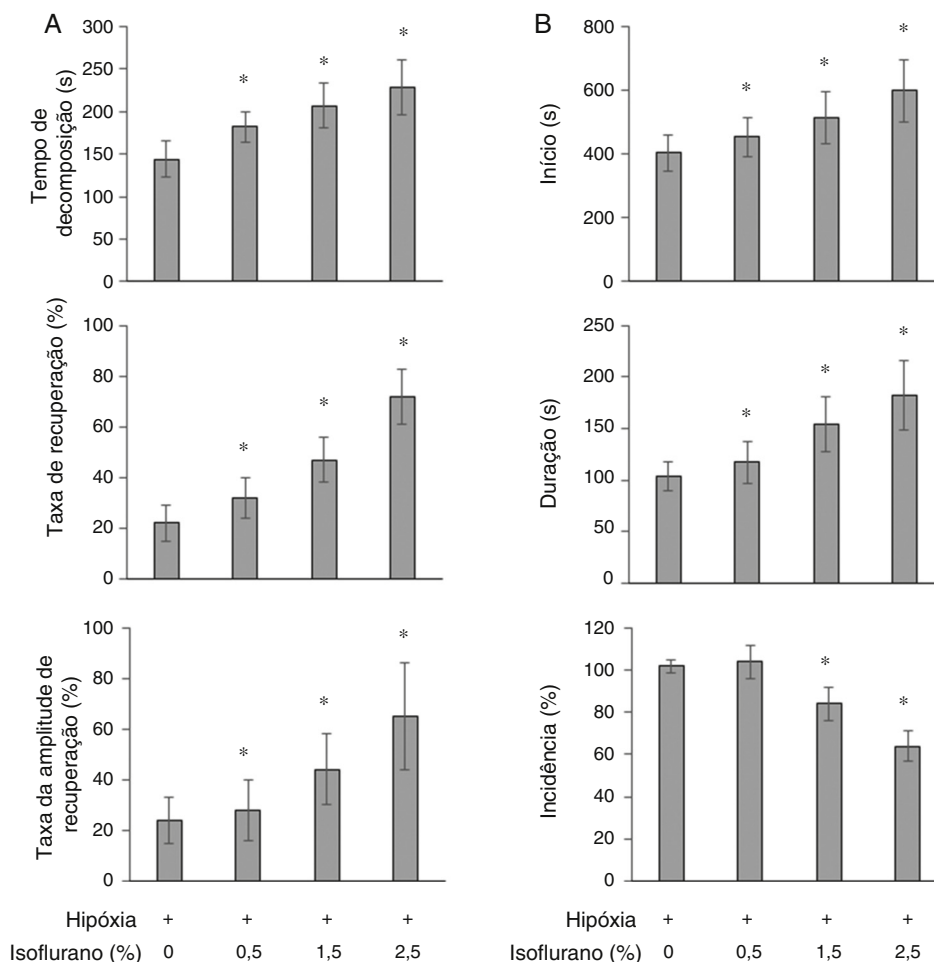 A
Tempo de
decomposição (s)
300
250
200
150
100
50
0
* * *
Taxa de recuperação (%)
100
80
60
40
20
0
* * *
Taxa da amplitude de
recuperação (%)
100
80
60
40
20
0
* * *
Hipóxia + + + +
Isoflurano (%) 0 0,5 1,5 2,5
B
Início (s)
800
600
400
600
0
* * *
Duração (s)
250
200
150
100
50
0
* * *
Incidência (%)
120
100
80
60
40
20
0
* *
+ + + +
0 0,5 1,5 2,5